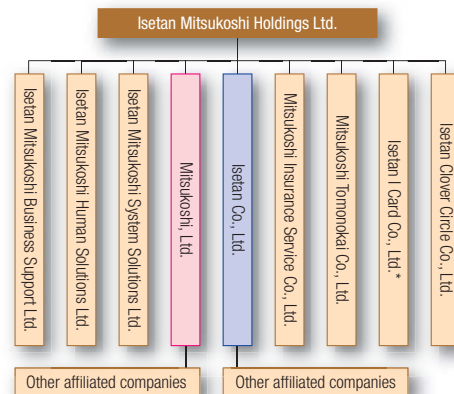 Isetan Mitsukoshi Holdings Ltd.
Isetan Mitsukoshi Business Support Ltd.
Isetan Mitsukoshi Human Solutions Ltd.
Isetan Mitsukoshi System Solutions Ltd.
Mitsukoshi, Ltd.
Isetan Co., Ltd.
Mitsukoshi Insurance Service Co., Ltd.
Mitsukoshi Tomonokai Co., Ltd.
Isetan I Card Co., Ltd.*
Isetan Clover Circle Co., Ltd.
Other affiliated companies
Other affiliated companies